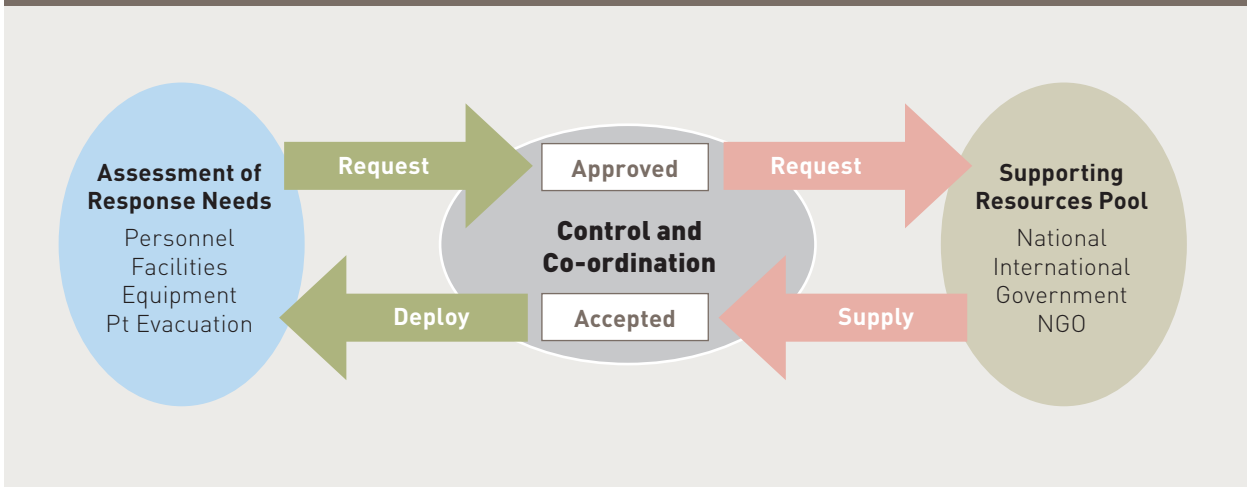 Assessment of
Response Needs
Personnel
Facilities
Equipment
Pt Evacuation
Request
Approved
Request
Control and
Co-ordination
Deploy
Accepted
Supply
Supporting
Resources Pool
National
International
Government
NGO